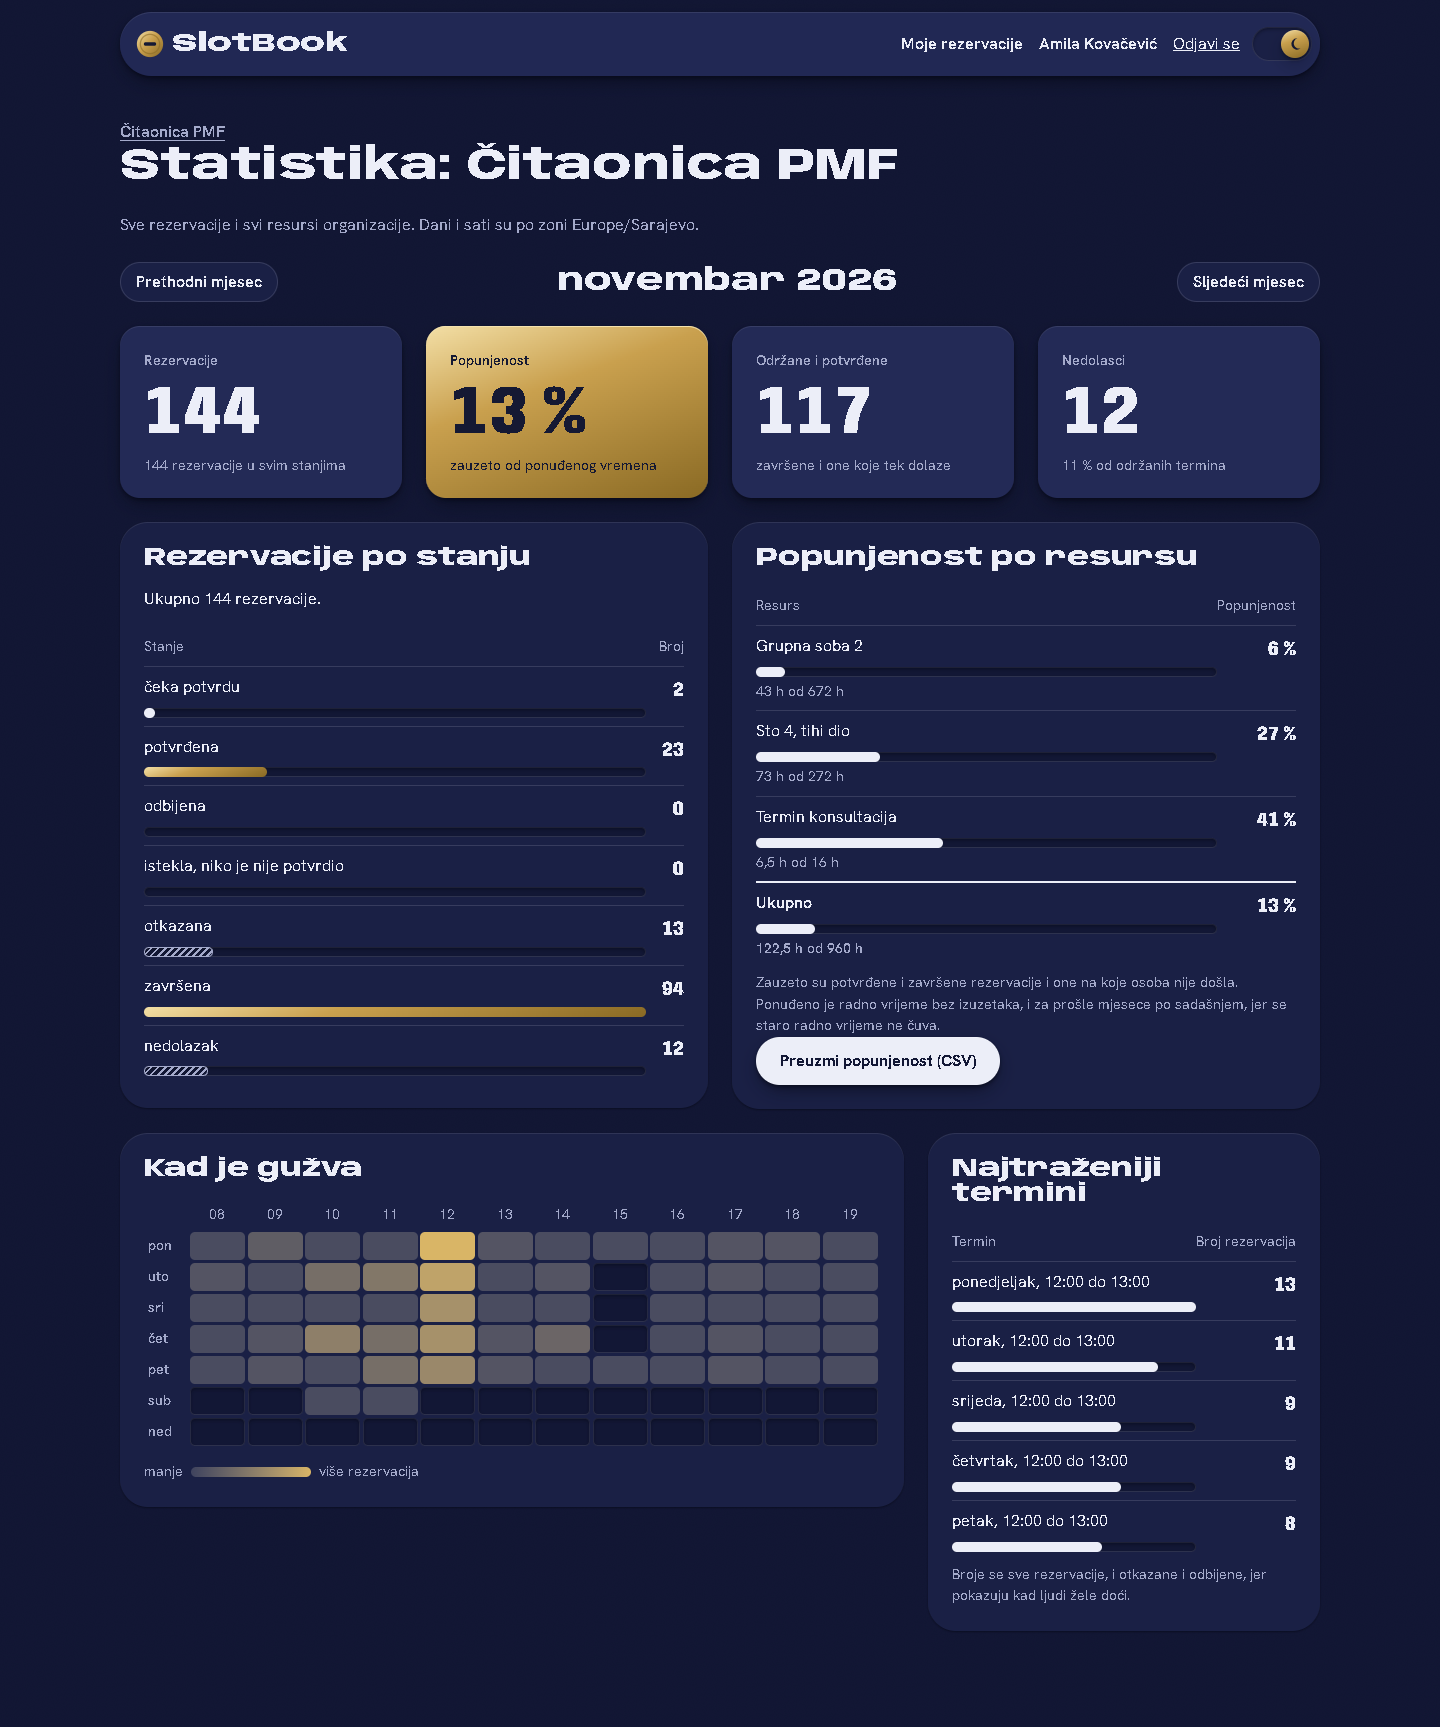 SlotBook
Moje rezervacije Amila Kovačević Odjavi se
Čitaonica PMF
Statistika: Čitaonica PMF
Sve rezervacije i svi resursi organizacije. Dani i sati su po zoni Europe/Sarajevo.
Prethodni mjesec
novembar 2026
Sljedeći mjesec
Rezervacije
144
144 rezervacije u svim stanjima
Popunjenost
13 %
zauzeto od ponuđenog vremena
Održane i potvrđene
117
završene i one koje tek dolaze
Nedolasci
12
11 % od održanih termina
Rezervacije po stanju
Ukupno 144 rezervacije.
Stanje Broj
čeka potvrdu 2
potvrđena 23
odbijena 0
istekla, niko je nije potvrdio 0
otkazana 13
završena 94
nedolazak 12
Popunjenost po resursu
Resurs Popunjenost
Grupna soba 2 6 %
43 h od 672 h
Sto 4, tihi dio 27 %
73 h od 272 h
Termin konsultacija 41 %
6,5 h od 16 h
Ukupno 13 %
122,5 h od 960 h
Zauzeto su potvrđene i završene rezervacije i one na koje osoba nije došla.
Ponuđeno je radno vrijeme bez izuzetaka, i za prošle mjesece po sadašnjem, jer se
staro radno vrijeme ne čuva.
Preuzmi popunjenost (CSV)
Kad je gužva
08 09 10 11 12 13 14 15 16 17 18 19
pon
uto
sri
čet
pet
sub
ned
manje više rezervacija
Najtraženiji
termini
Termin Broj rezervacija
ponedjeljak, 12:00 do 13:00 13
utorak, 12:00 do 13:00 11
srijeda, 12:00 do 13:00 9
četvrtak, 12:00 do 13:00 9
petak, 12:00 do 13:00 8
Broje se sve rezervacije, i otkazane i odbijene, jer
pokazuju kad ljudi žele doći.